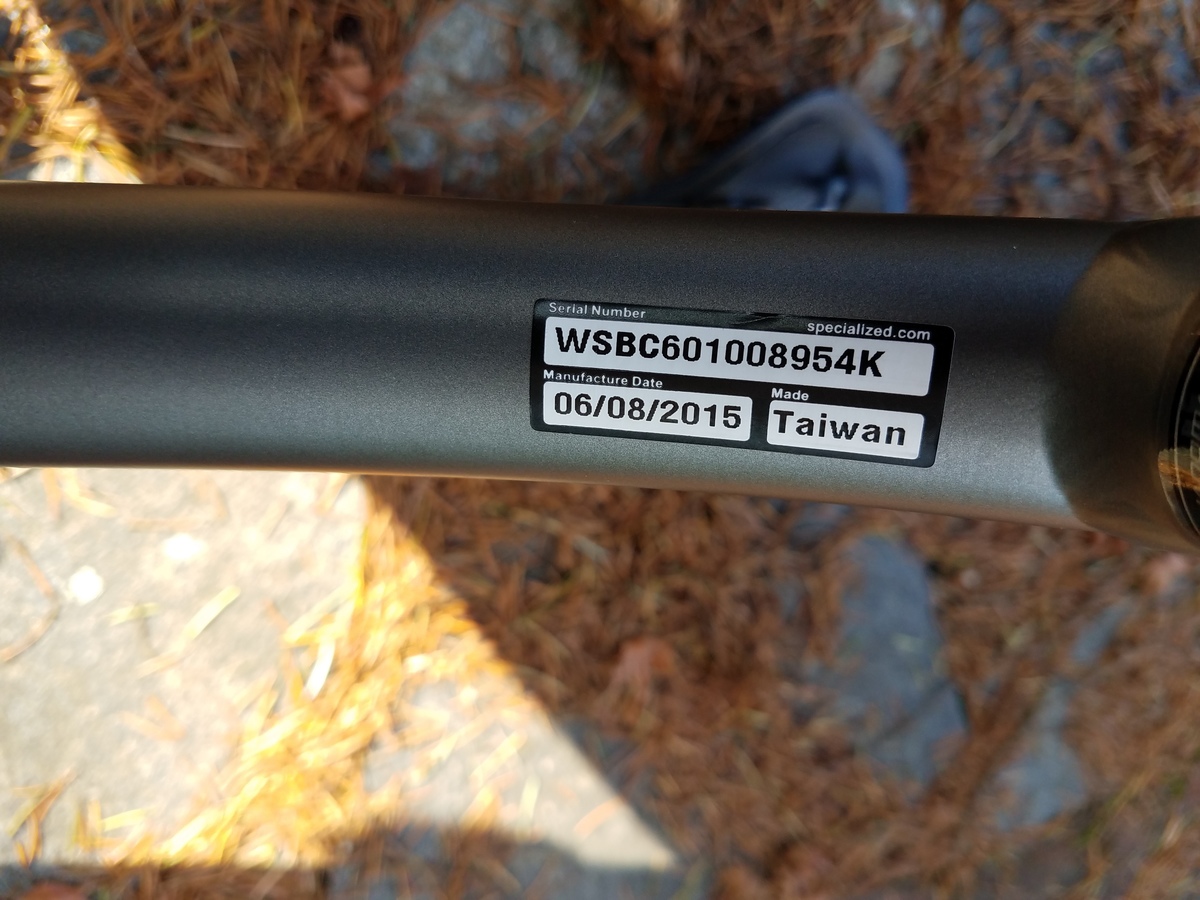 Serial Number
specialized.com
WSBC601008954K
Manufacture Date
Made
06/08/2015
Taiwan